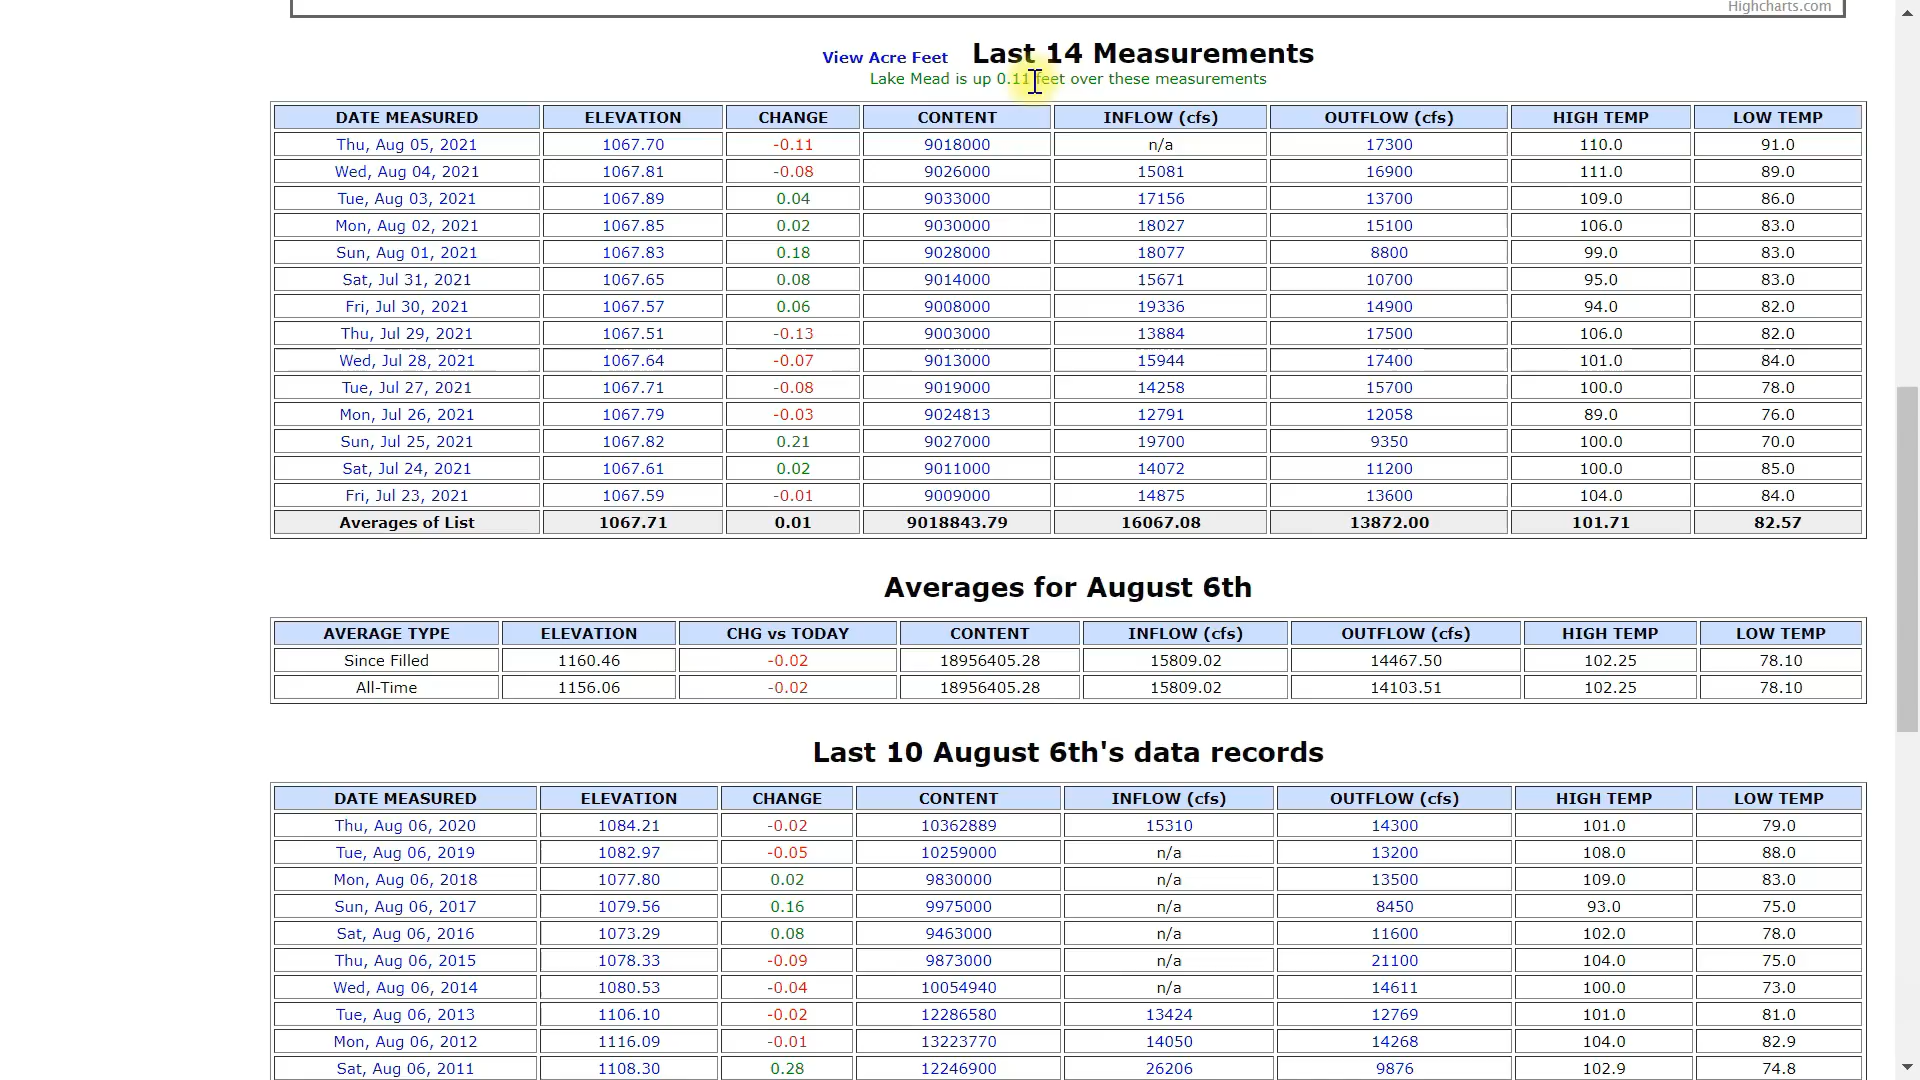 Highcharts.com
View Acre Feet Last 14 Measurements
Lake Mead is up 0.11 feet over these measurements
DATE MEASURED ELEVATION CHANGE CONTENT INFLOW (cfs) OUTFLOW (cfs) HIGH TEMP LOW TEMP
Thu, Aug 05, 2021 1067.70 -0.11 9018000 n/a 17300 110.0 91.0
Wed, Aug 04, 2021 1067.81 -0.08 9026000 15081 16900 111.0 89.0
Tue, Aug 03, 2021 1067.89 0.04 9033000 17156 13700 109.0 86.0
Mon, Aug 02, 2021 1067.85 0.02 9030000 18027 15100 106.0 83.0
Sun, Aug 01, 2021 1067.83 0.18 9028000 18077 8800 99.0 83.0
Sat, Jul 31, 2021 1067.65 0.08 9014000 15671 10700 95.0 83.0
Fri, Jul 30, 2021 1067.57 0.06 9008000 19336 14900 94.0 82.0
Thu, Jul 29, 2021 1067.51 -0.13 9003000 13884 17500 106.0 82.0
Wed, Jul 28, 2021 1067.64 -0.07 9013000 15944 17400 101.0 84.0
Tue, Jul 27, 2021 1067.71 -0.08 9019000 14258 15700 100.0 78.0
Mon, Jul 26, 2021 1067.79 -0.03 9024813 12791 12058 89.0 76.0
Sun, Jul 25, 2021 1067.82 0.21 9027000 19700 9350 100.0 70.0
Sat, Jul 24, 2021 1067.61 0.02 9011000 14072 11200 100.0 85.0
Fri, Jul 23, 2021 1067.59 -0.01 9009000 14875 13600 104.0 84.0
Averages of List 1067.71 0.01 9018843.79 16067.08 13872.00 101.71 82.57
Averages for August 6th
AVERAGE TYPE ELEVATION CHG vs TODAY CONTENT INFLOW (cfs) OUTFLOW (cfs) HIGH TEMP LOW TEMP
Since Filled 1160.46 -0.02 18956405.28 15809.02 14467.50 102.25 78.10
All-Time 1156.06 -0.02 18956405.28 15809.02 14103.51 102.25 78.10
Last 10 August 6th's data records
DATE MEASURED ELEVATION CHANGE CONTENT INFLOW (cfs) OUTFLOW (cfs) HIGH TEMP LOW TEMP
Thu, Aug 06, 2020 1084.21 -0.02 10362889 15310 14300 101.0 79.0
Tue, Aug 06, 2019 1082.97 -0.05 10259000 n/a 13200 108.0 88.0
Mon, Aug 06, 2018 1077.80 0.02 9830000 n/a 13500 109.0 83.0
Sun, Aug 06, 2017 1079.56 0.16 9975000 n/a 8450 93.0 75.0
Sat, Aug 06, 2016 1073.29 0.08 9463000 n/a 11600 102.0 78.0
Thu, Aug 06, 2015 1078.33 -0.09 9873000 n/a 21100 104.0 75.0
Wed, Aug 06, 2014 1080.53 -0.04 10054940 n/a 14611 100.0 73.0
Tue, Aug 06, 2013 1106.10 -0.02 12286580 13424 12769 101.0 81.0
Mon, Aug 06, 2012 1116.09 -0.01 13223770 14050 14268 104.0 82.9
Sat, Aug 06, 2011 1108.30 0.28 12246900 26206 9876 102.9 74.8